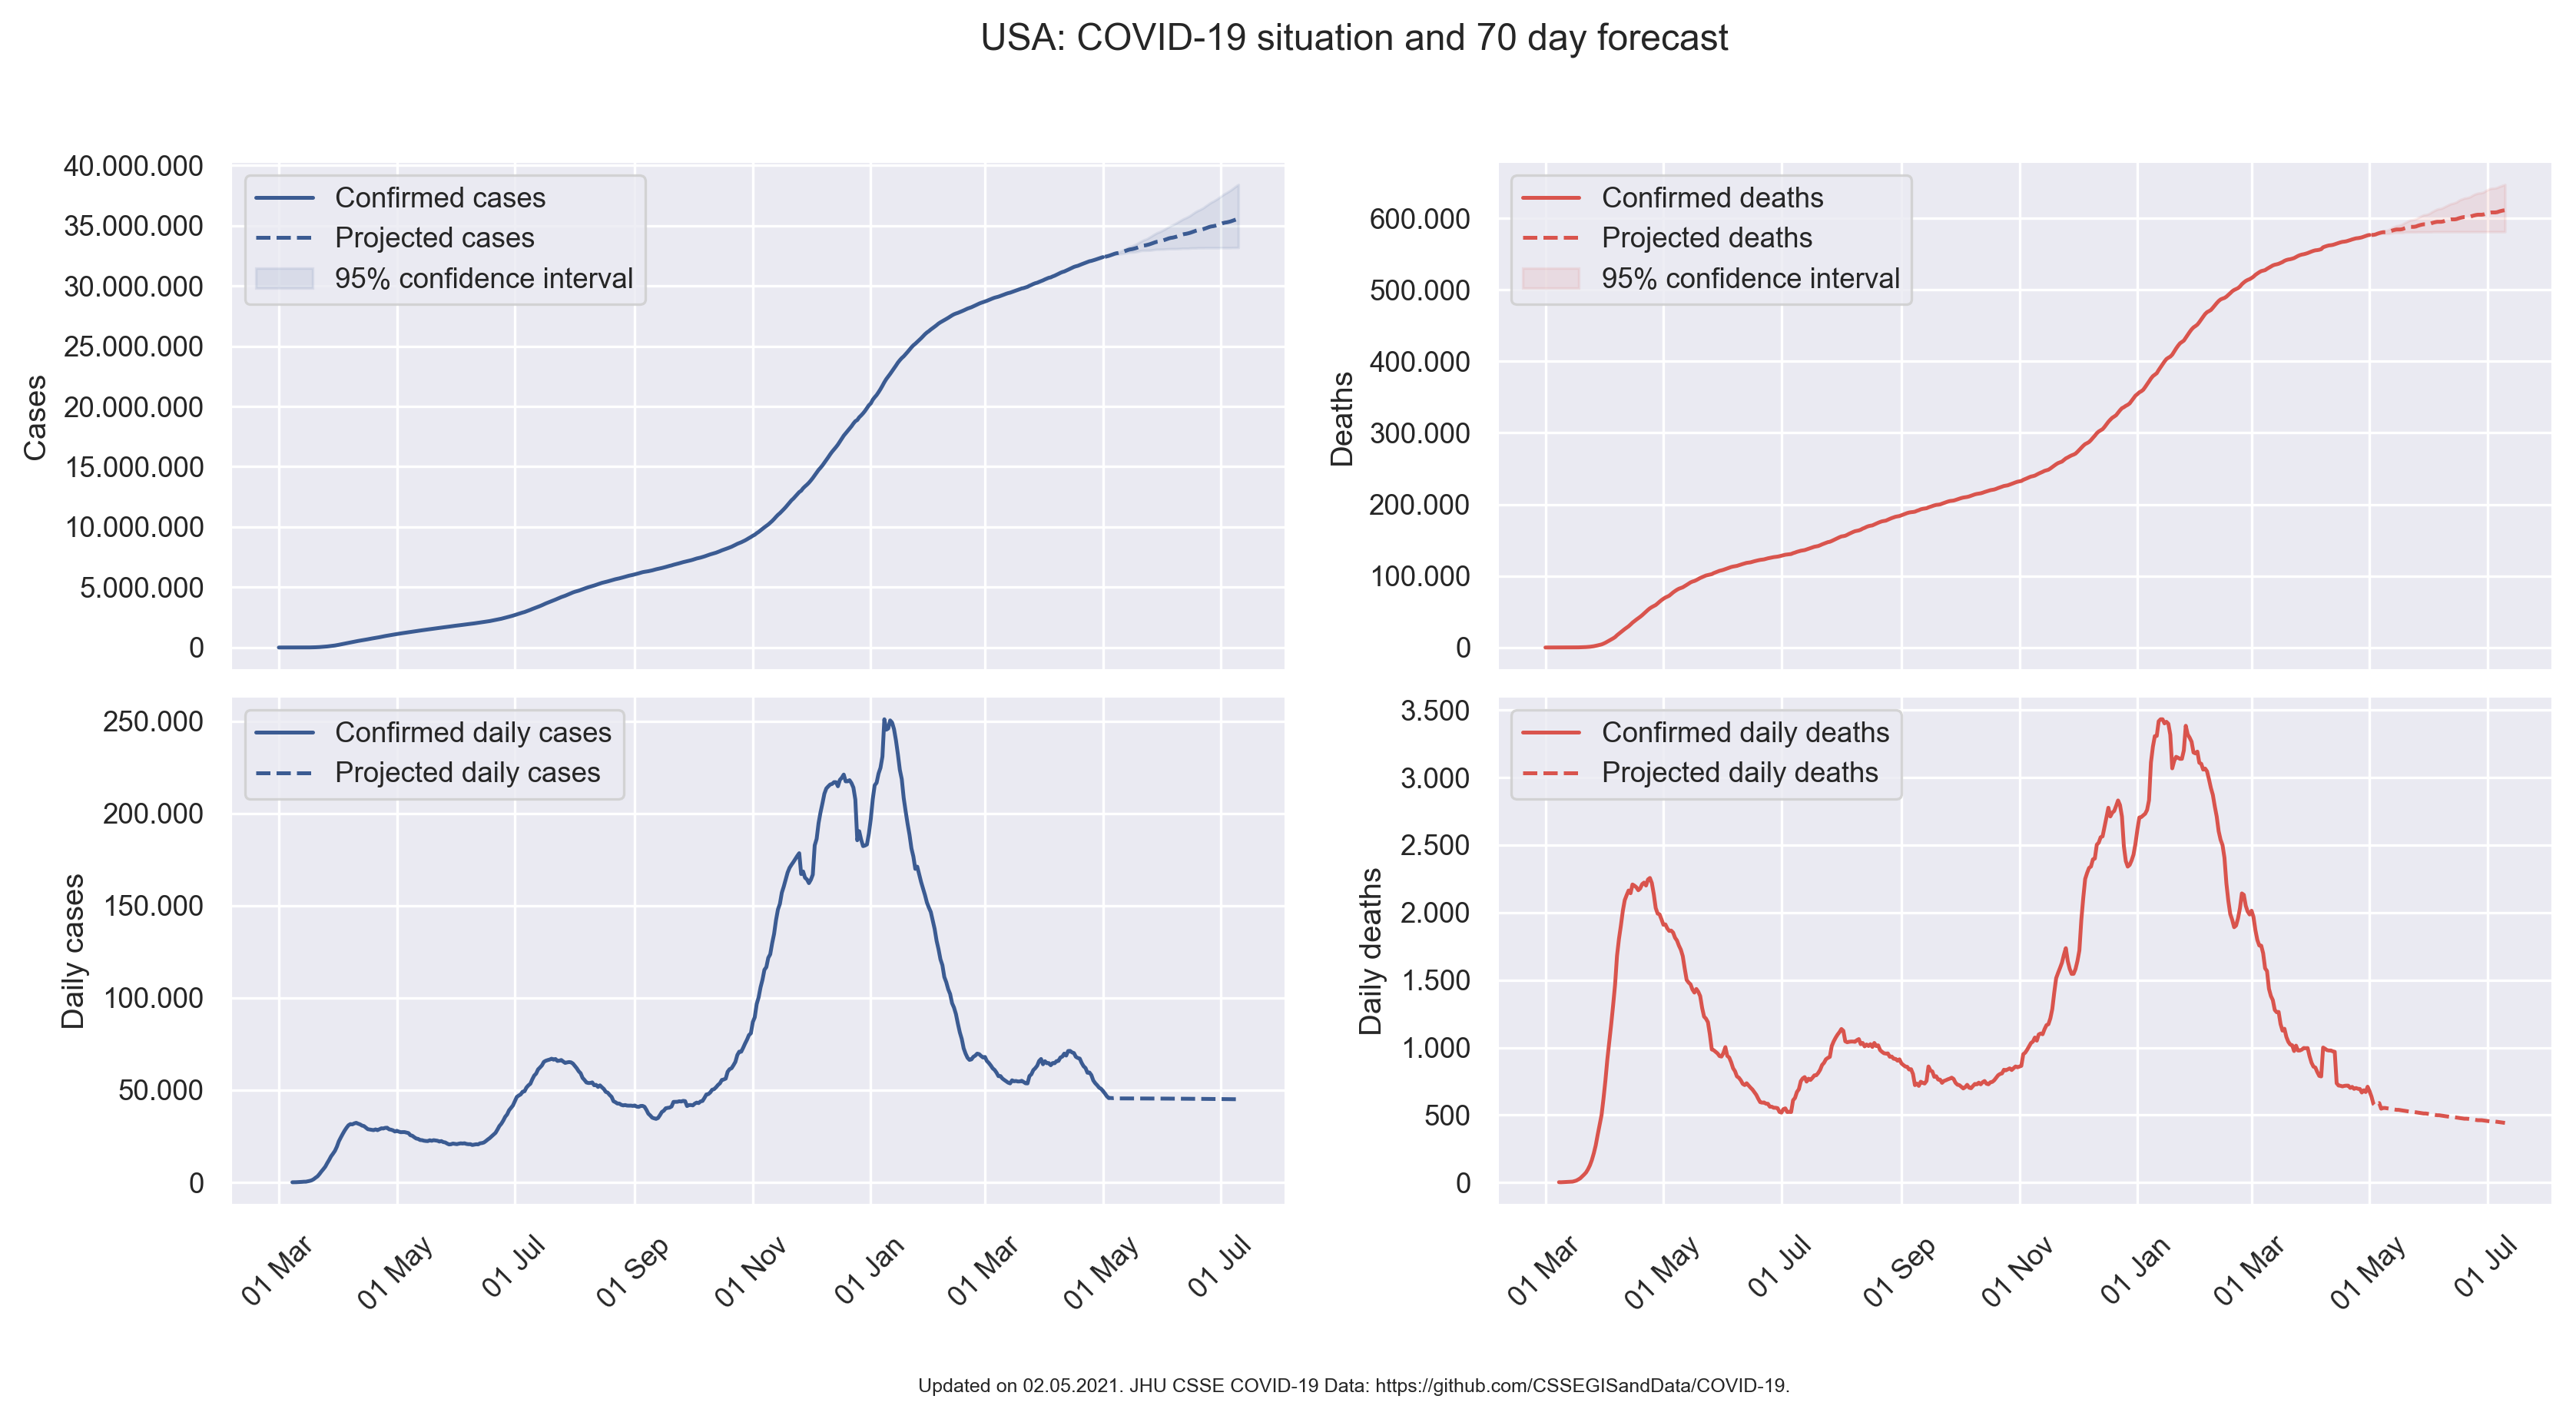 USA: COVID-19 situation and 70 day forecast
40.000.000
35.000.000
30.000.000
25.000.000
20.000.000
15.000.000
10.000.000
5.000.000
0
Cases
Confirmed cases
Projected cases
95% confidence interval
600.000
500.000
400.000
300.000
200.000
100.000
0
Deaths
Confirmed deaths
Projected deaths
95% confidence interval
250.000
200.000
150.000
100.000
50.000
0
Daily cases
Confirmed daily cases
Projected daily cases
01 Mar
01 May
01 Jul
01 Sep
01 Nov
01 Jan
01 Mar
01 May
01 Jul
3.500
3.000
2.500
2.000
1.500
1.000
500
0
Daily deaths
Confirmed daily deaths
Projected daily deaths
01 Mar
01 May
01 Jul
01 Sep
01 Nov
01 Jan
01 Mar
01 May
01 Jul
Updated on 02.05.2021. JHU CSSE COVID-19 Data: https://github.com/CSSEGISandData/COVID-19.